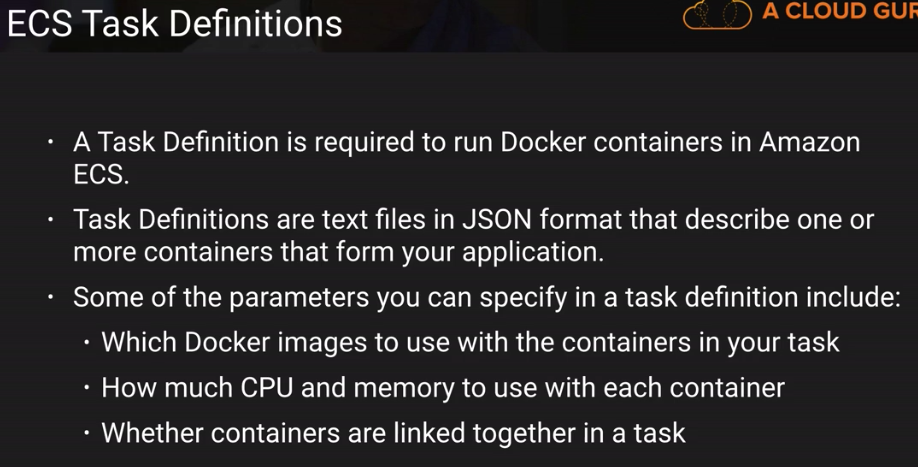 ECS Task Definitions
A CLOUD GUR
• A Task Definition is required to run Docker containers in Amazon
ECS.
• Task Definitions are text files in JSON format that describe one or
more containers that form your application.
• Some of the parameters you can specify in a task definition include:
• Which Docker images to use with the containers in your task
• How much CPU and memory to use with each container
• Whether containers are linked together in a task